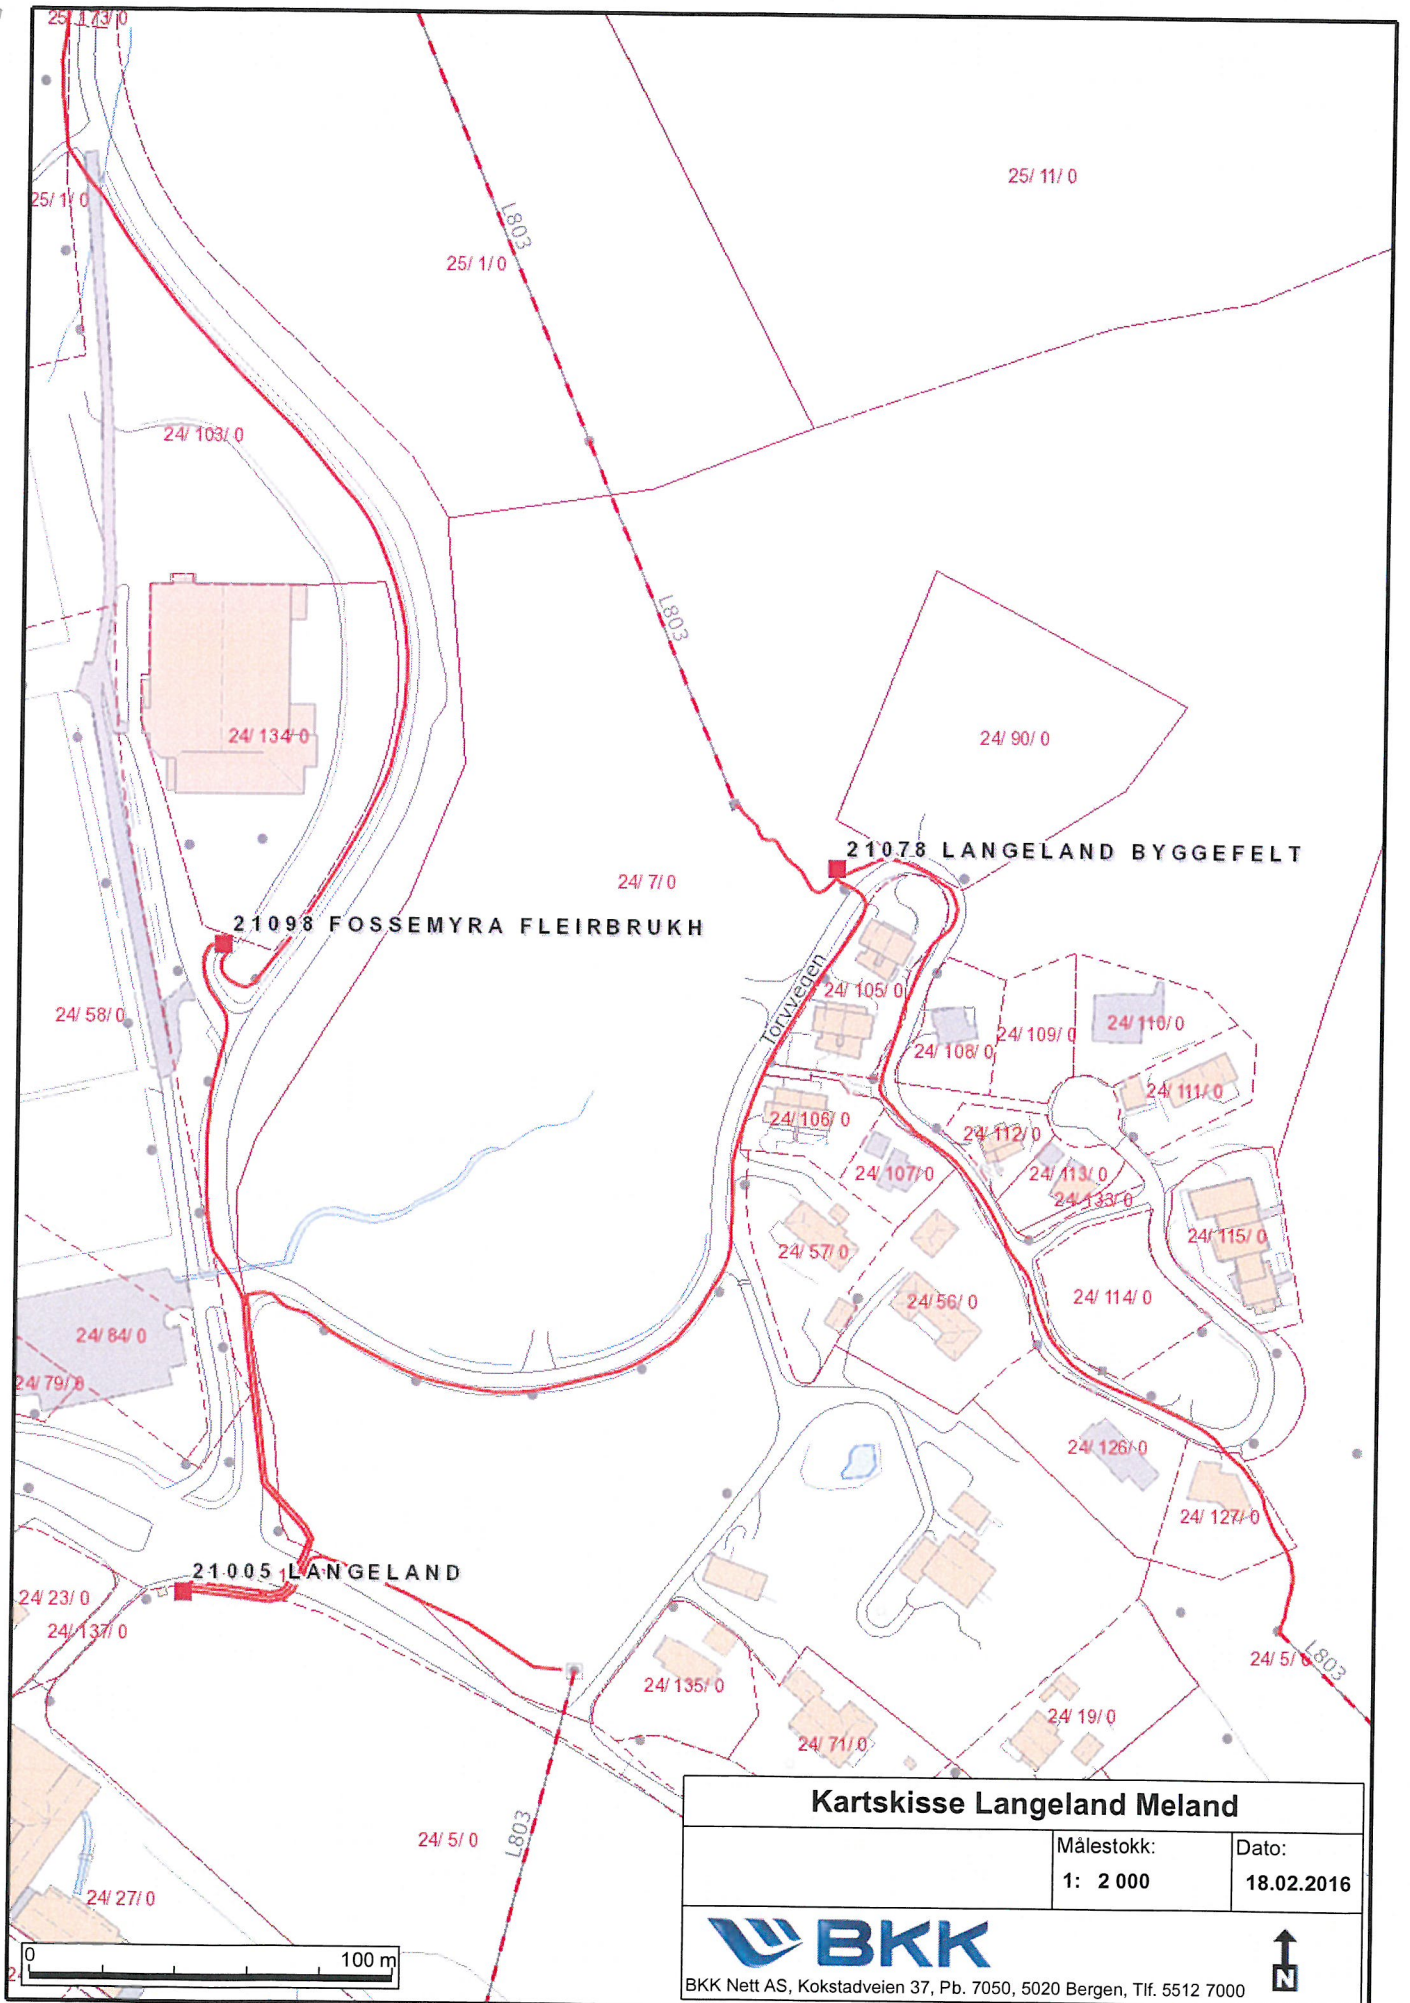 25/ 173/ 0
25/ 11/ 0
25/ 1/ 0
L803
25/ 1/ 0
24/ 103/ 0
L803
24/ 134/ 0
24/ 90/ 0
21078 LANGELAND BYGGEFELT
24/ 7/ 0
21098 FOSSEMYRA FLEIRBRUKH
Torvvegen
24/ 105/ 0
24/ 58/ 0
24/ 108/ 0
24/ 109/ 0
24/ 110/ 0
24/ 111/ 0
24/ 106/ 0
24/ 112/ 0
24/ 107/ 0
24/ 113/ 0
24/ 133/ 0
24/ 57/ 0
24/ 115/ 0
24/ 56/ 0
24/ 114/ 0
24/ 84/ 0
24/ 79/ 0
24/ 126/ 0
24/ 127/ 0
21005 LANGELAND
24/ 23/ 0
24/ 137/ 0
24/ 5/ 0
L803
24/ 135/ 0
24/ 19/ 0
24/ 71/ 0
24/ 5/ 0
L803
24/ 27/ 0
0 100 m
Kartskisse Langeland Meland
Målestokk:
1: 2 000
Dato:
18.02.2016
BKK
N
BKK Nett AS, Kokstadveien 37, Pb. 7050, 5020 Bergen, Tlf. 5512 7000